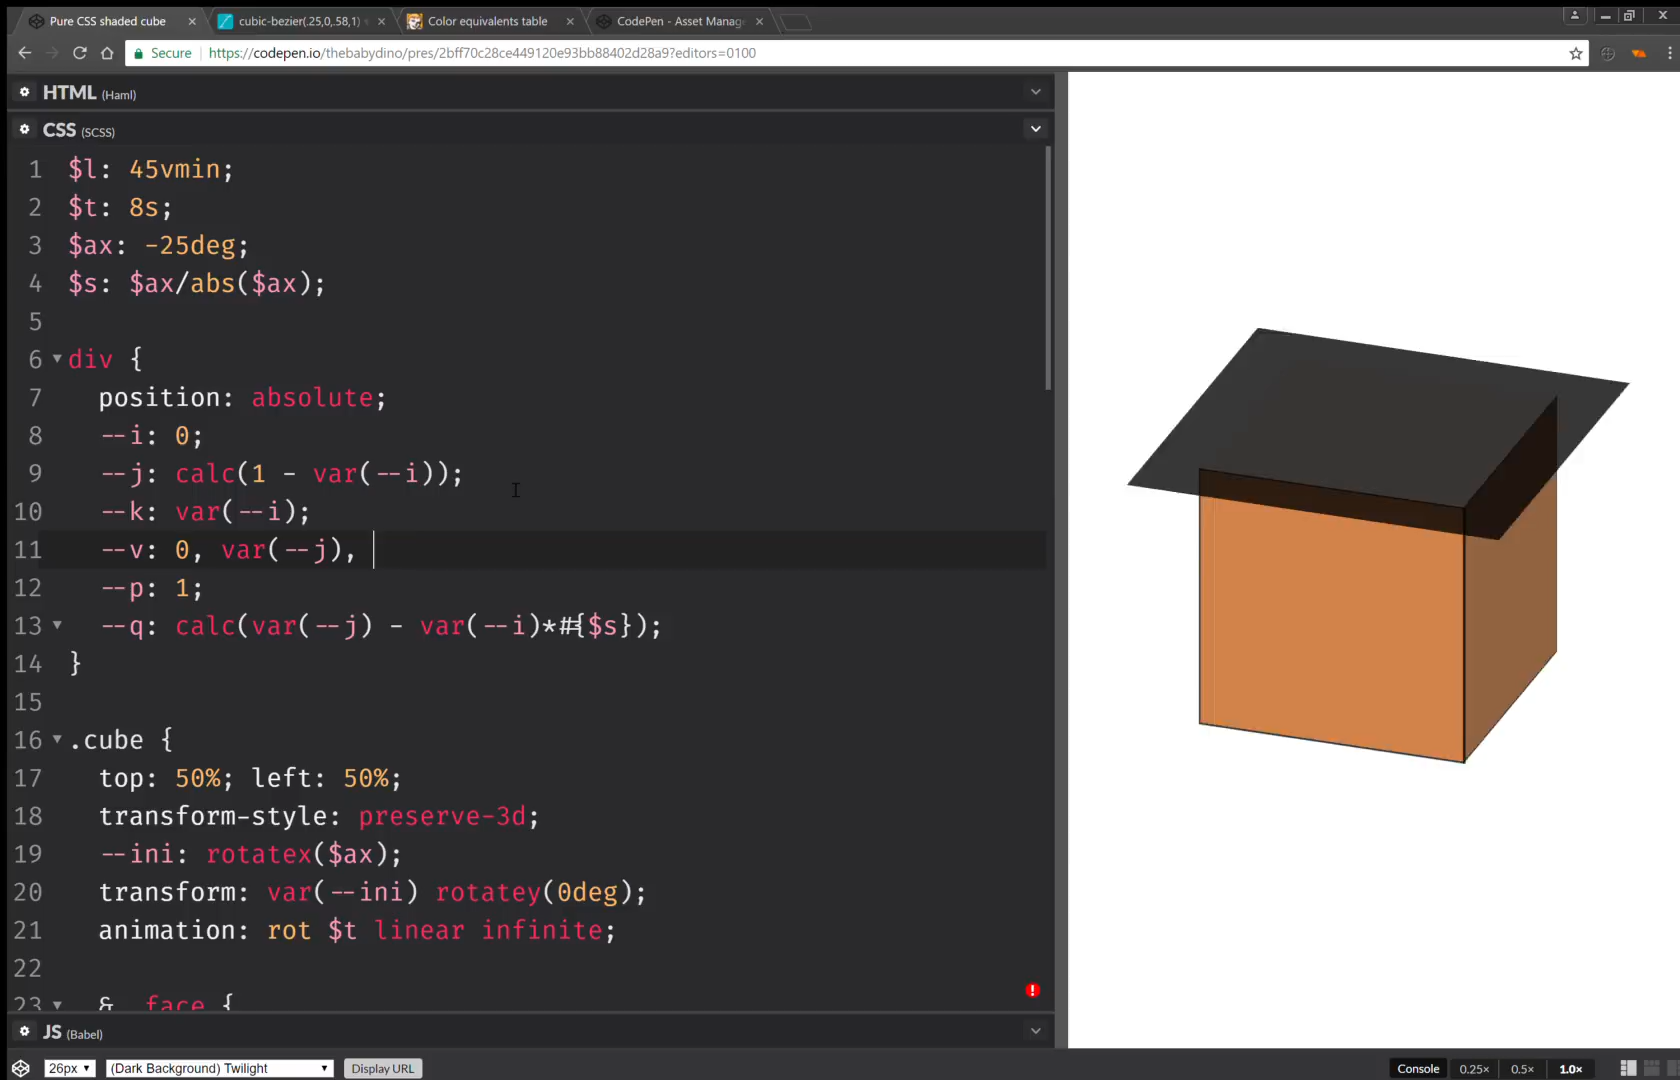 Pure CSS shaded cube
cubic-bezier(.25,0,.58,1)
Color equivalents table
CodePen - Asset Manag
Secure
https://codepen.io/thebabydino/pres/2bff70c28ce449120e93bb88402d28a9?editors=0100
HTML (Haml)
CSS (SCSS)
1 $l: 45vmin;
2 $t: 8s;
3 $ax: -25deg;
4 $s: $ax/abs($ax);
5
6 div {
7 position: absolute;
8 --i: 0;
9 --j: calc(1 - var(--i));
10 --k: var(--i);
11 --v: 0, var(--j),
12 --p: 1;
13 --q: calc(var(--j) - var(--i)*#{$s});
14 }
15
16 .cube {
17 top: 50%; left: 50%;
18 transform-style: preserve-3d;
19 --ini: rotatex($ax);
20 transform: var(--ini) rotatey(0deg);
21 animation: rot $t linear infinite;
22
23 &__face {
JS (Babel)
26px
(Dark Background) Twilight
Display URL
Console
0.25×
0.5×
1.0×